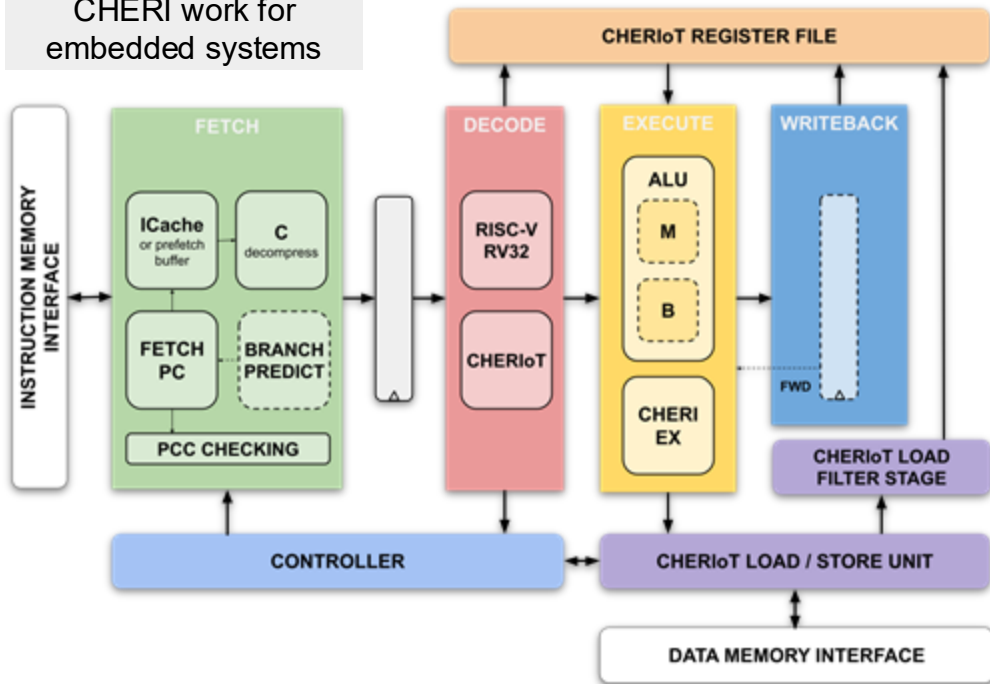 CHERI work for
embedded systems
CHERIoT REGISTER FILE
INSTRUCTION MEMORY
INTERFACE
FETCH
ICache
or prefetch
buffer
C
decompress
FETCH
PC
BRANCH
PREDICT
PCC CHECKING
DECODE
RISC-V
RV32
CHERIoT
EXECUTE
ALU
M
B
CHERI
EX
WRITEBACK
FWD
CHERIoT LOAD
FILTER STAGE
CONTROLLER
CHERIoT LOAD / STORE UNIT
DATA MEMORY INTERFACE